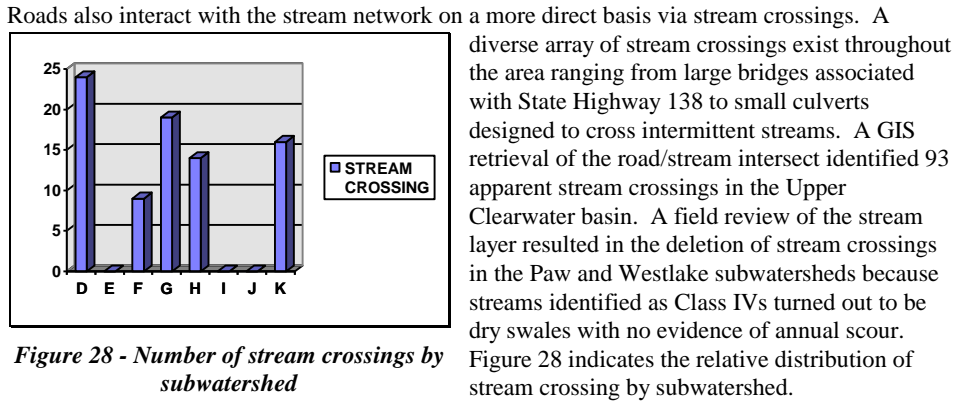 Roads also interact with the stream network on a more direct basis via stream crossings.  A
diverse array of stream crossings exist throughout
the area ranging from large bridges associated
with State Highway 138 to small culverts
designed to cross intermittent streams.  A GIS
retrieval of the road/stream intersect identified 93
apparent stream crossings in the Upper
Clearwater basin.  A field review of the stream
layer resulted in the deletion of stream crossings
in the Paw and Westlake subwatersheds because
streams identified as Class IVs turned out to be
dry swales with no evidence of annual scour.
Figure 28 indicates the relative distribution of
stream crossing by subwatershed.
25
20
15
10
5
0
D E F G H I J K
STREAM
CROSSING
Figure 28 - Number of stream crossings by
subwatershed